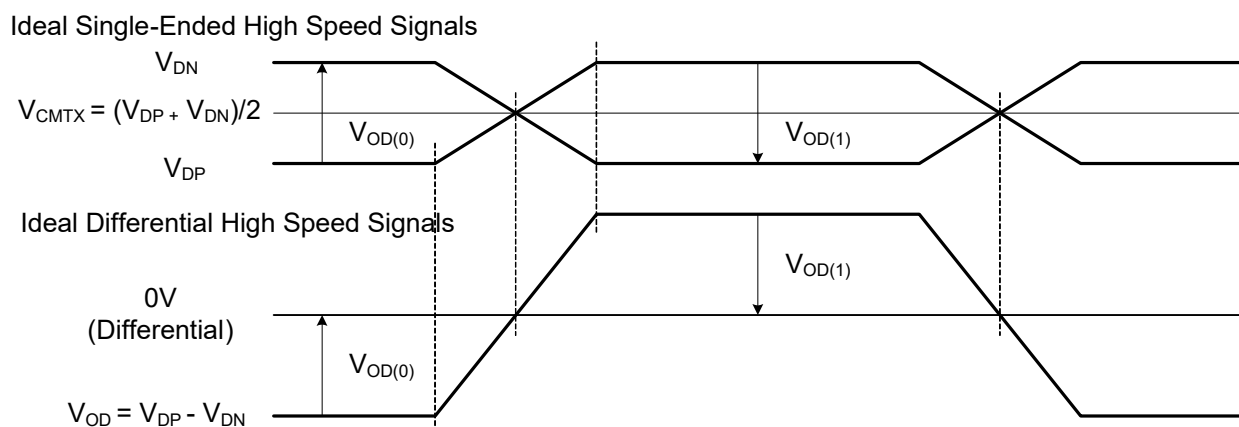 Ideal Single-Ended High Speed Signals
VDN
VCMTX = (VDP + VDN)/2
VOD(0)
VOD(1)
VDP
Ideal Differential High Speed Signals
VOD(1)
0V
(Differential)
VOD(0)
VOD = VDP - VDN